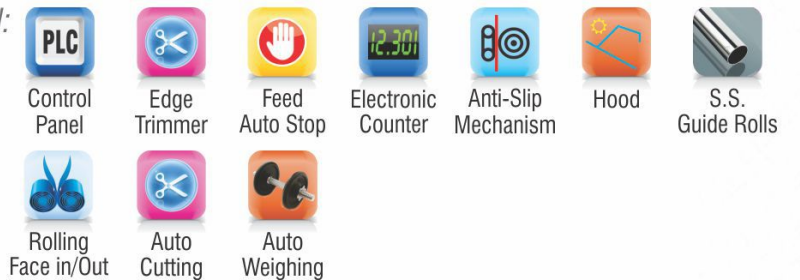 PLC
12.301
Control
Panel
Edge
Trimmer
Feed
Auto Stop
Electronic
Counter
Anti-Slip
Mechanism
Hood
S.S.
Guide Rolls
Rolling
Face in/Out
Auto
Cutting
Auto
Weighing